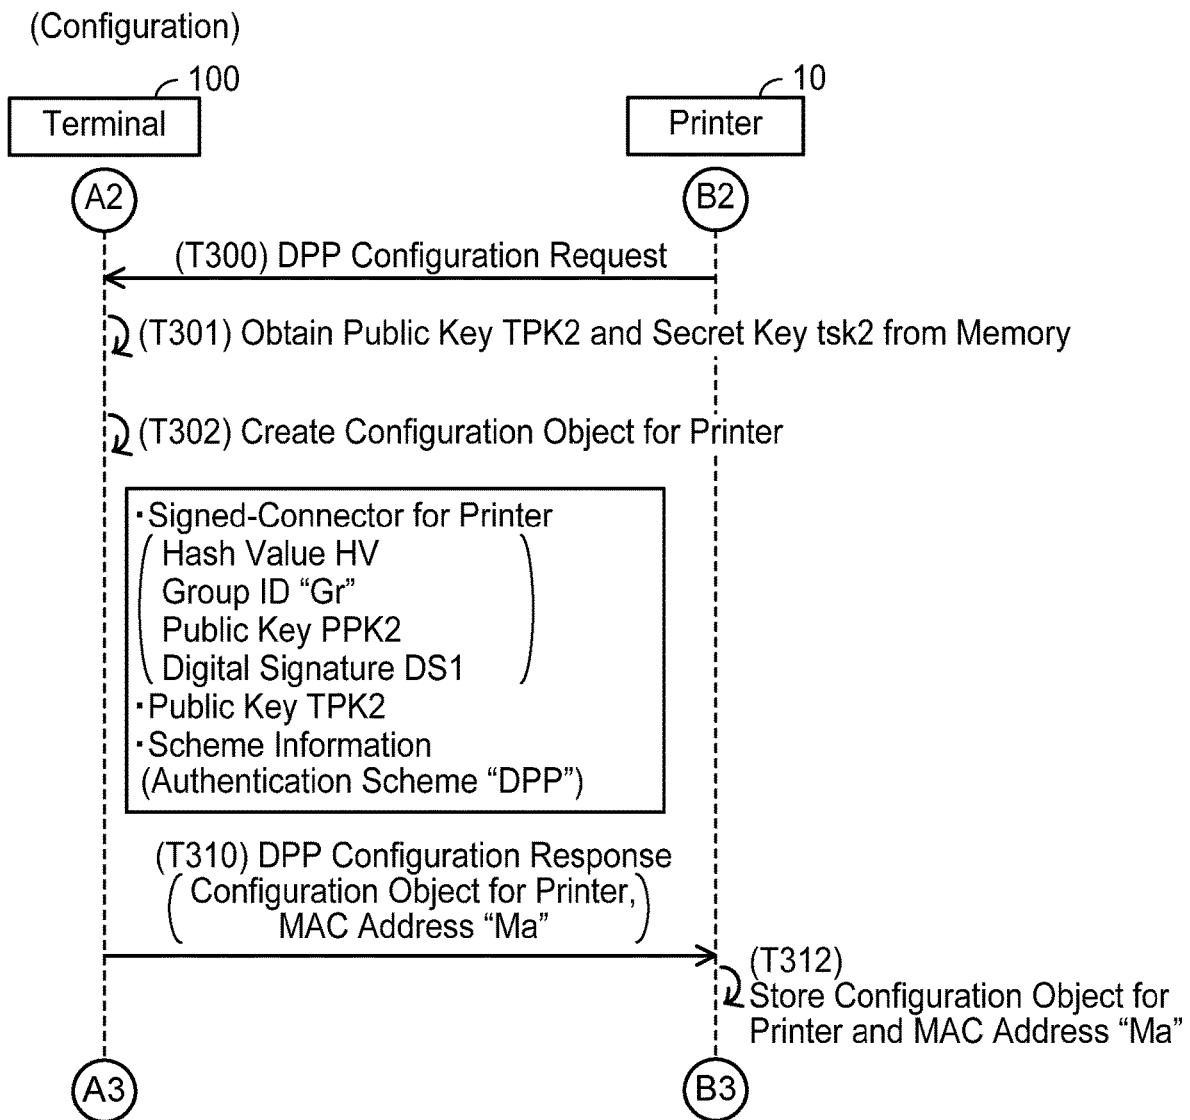 (Configuration)
100
10
Terminal
Printer
A2
B2
(T300) DPP Configuration Request
(T301) Obtain Public Key TPK2 and Secret Key tsk2 from Memory
(T302) Create Configuration Object for Printer
・Signed-Connector for Printer
(Hash Value HV
Group ID “Gr”
Public Key PPK2
Digital Signature DS1)
・Public Key TPK2
・Scheme Information
(Authentication Scheme “DPP”)
(T310) DPP Configuration Response
(Configuration Object for Printer,
MAC Address “Ma”)
(T312)
Store Configuration Object for
Printer and MAC Address “Ma”
A3
B3